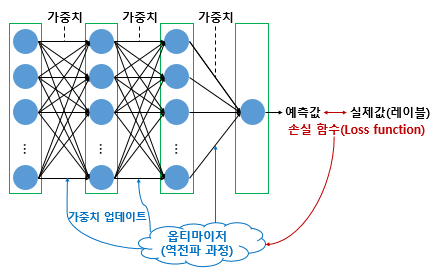 가중치 가중치 가중치
예측값 실제값(레이블)
손실 함수(Loss function)
가중치 업데이트
옵티마이저
(역전파 과정)